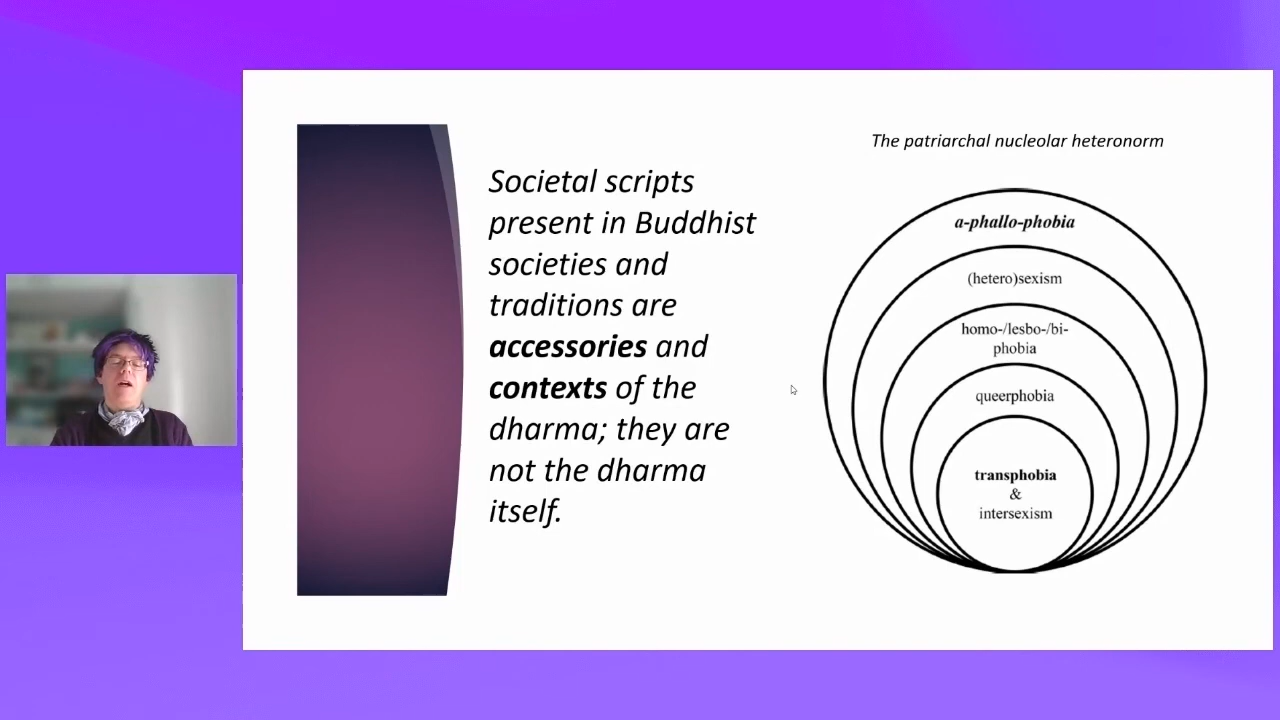 Societal scripts
present in Buddhist
societies and
traditions are
accessories and
contexts of the
dharma; they are
not the dharma
itself.
The patriarchal nucleolar heteronorm
a-phallo-phobia
(hetero)sexism
homo-/lesbo-/bi-
phobia
queerphobia
transphobia
&
intersexism